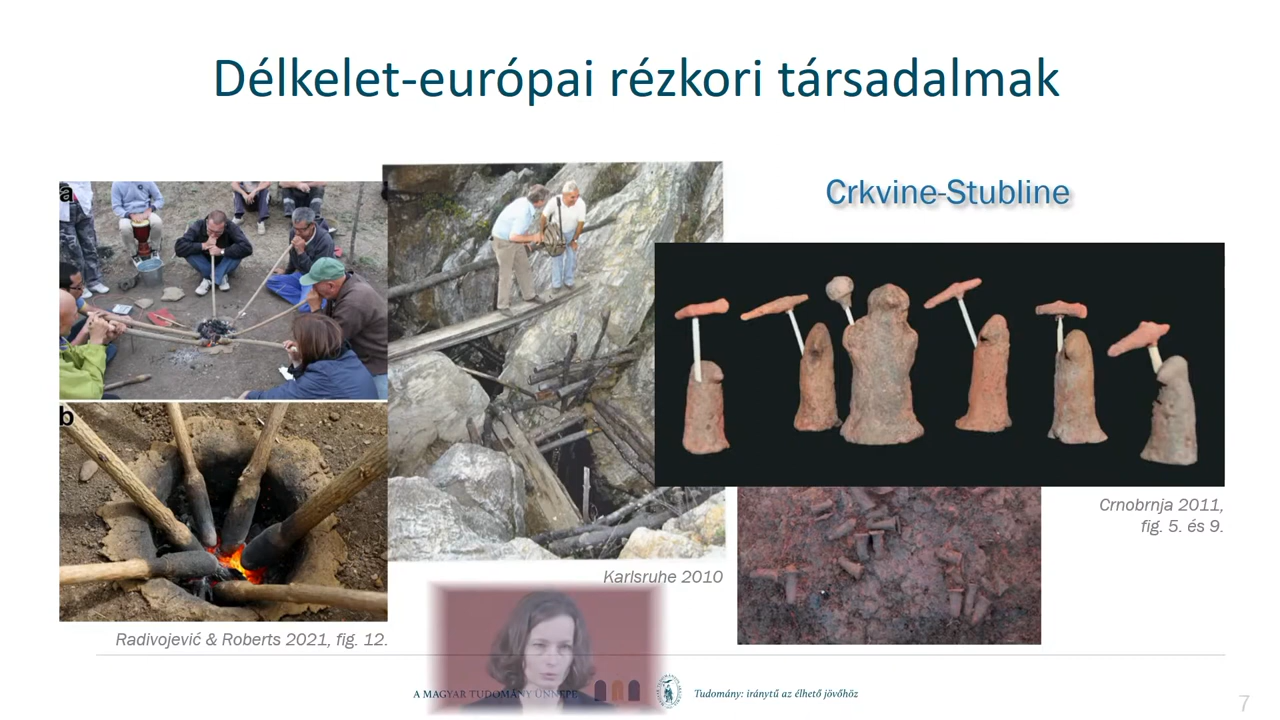 Délkelet-európai rézkori társadalmak
a
b
Crkvine-Stubline
Crnobrnja 2011,
fig. 5. és 9.
Karlsruhe 2010
Radivojević & Roberts 2021, fig. 12.
A MAGYAR TUDOMÁNY ÜNNEPE
Tudomány: iránytű az élhető jövőhöz
7